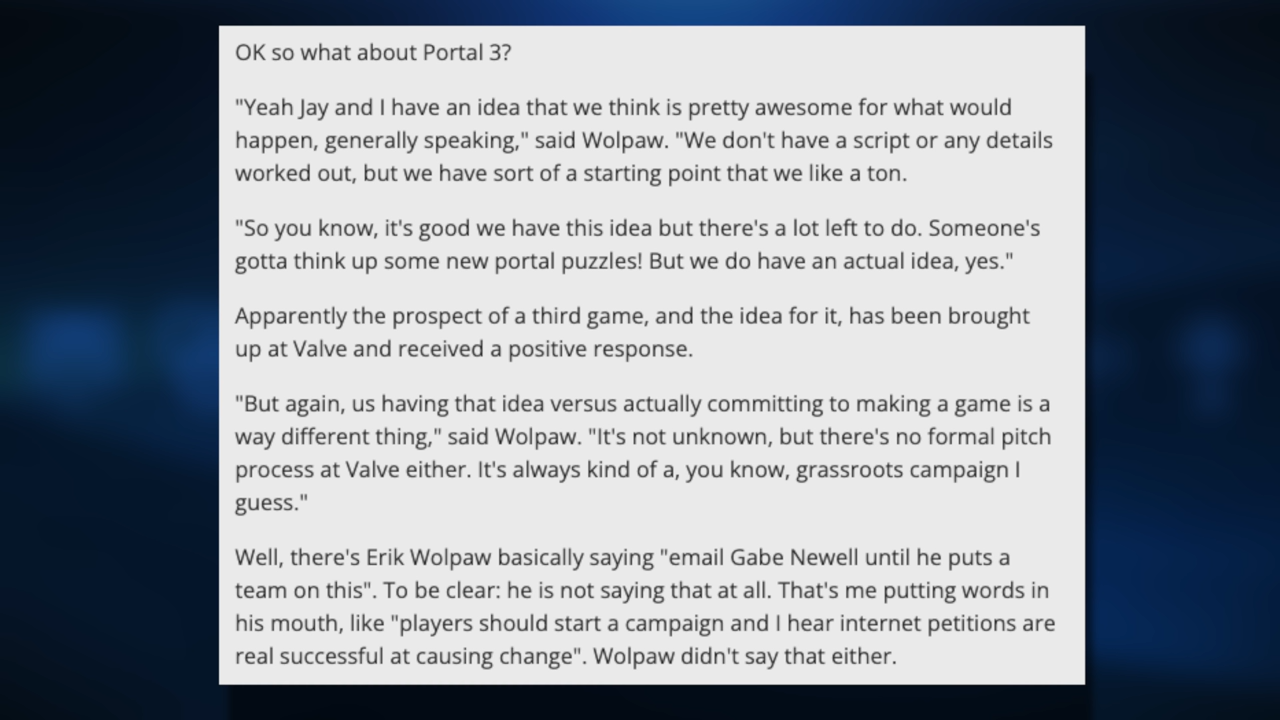 OK so what about Portal 3?
"Yeah Jay and I have an idea that we think is pretty awesome for what would
happen, generally speaking," said Wolpaw. "We don't have a script or any details
worked out, but we have sort of a starting point that we like a ton.
"So you know, it's good we have this idea but there's a lot left to do. Someone's
gotta think up some new portal puzzles! But we do have an actual idea, yes."
Apparently the prospect of a third game, and the idea for it, has been brought
up at Valve and received a positive response.
"But again, us having that idea versus actually committing to making a game is a
way different thing," said Wolpaw. "It's not unknown, but there's no formal pitch
process at Valve either. It's always kind of a, you know, grassroots campaign I
guess."
Well, there's Erik Wolpaw basically saying "email Gabe Newell until he puts a
team on this". To be clear: he is not saying that at all. That's me putting words in
his mouth, like "players should start a campaign and I hear internet petitions are
real successful at causing change". Wolpaw didn't say that either.